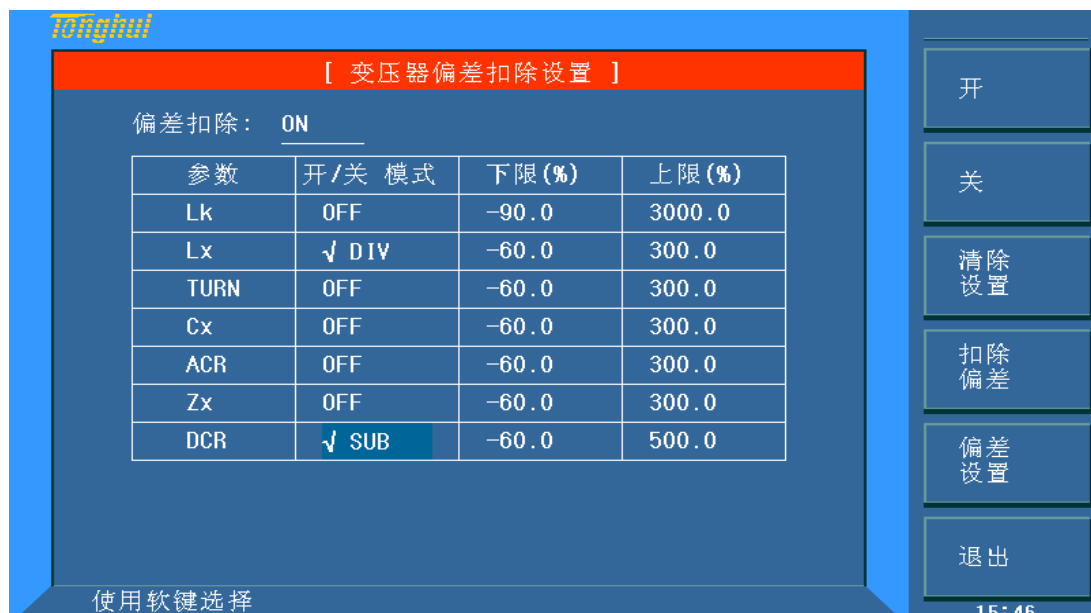 Tonghui
[ 变压器偏差扣除设置 ]
偏差扣除: ON
参数 开/关 模式 下限(%) 上限(%)
Lk OFF -90.0 3000.0
Lx √ DIV -60.0 300.0
TURN OFF -60.0 300.0
Cx OFF -60.0 300.0
ACR OFF -60.0 300.0
Zx OFF -60.0 300.0
DCR √ SUB -60.0 500.0
使用软键选择
开
关
清除
设置
扣除
偏差
偏差
设置
退出
15:46